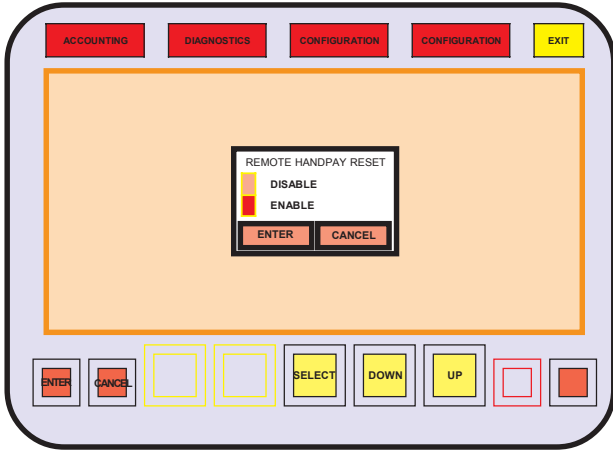 ACCOUNTING
DIAGNOSTICS
CONFIGURATION
CONFIGURATION
EXIT
REMOTE HANDPAY RESET
DISABLE
ENABLE
ENTER
CANCEL
ENTER
CANCEL
SELECT
DOWN
UP